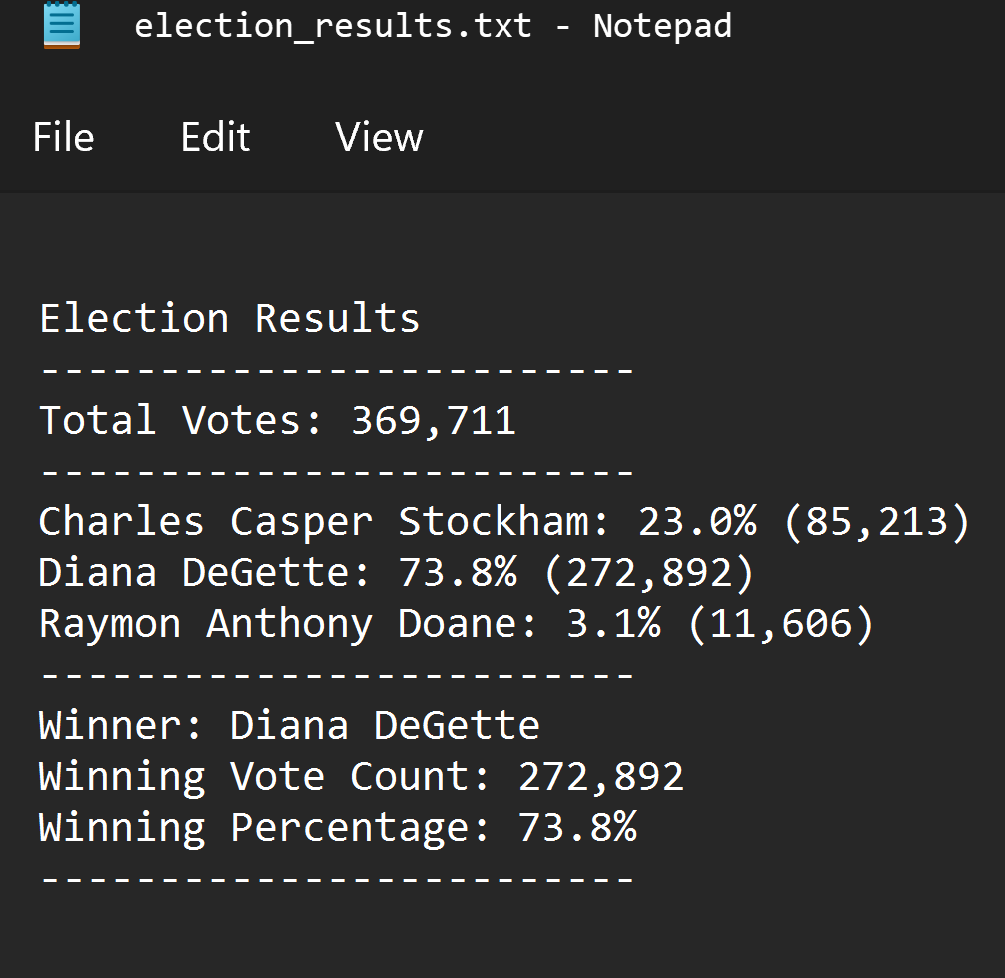 election_results.txt - Notepad
File Edit View
Election Results
-------------------------
Total Votes: 369,711
-------------------------
Charles Casper Stockham: 23.0% (85,213)
Diana DeGette: 73.8% (272,892)
Raymon Anthony Doane: 3.1% (11,606)
-------------------------
Winner: Diana DeGette
Winning Vote Count: 272,892
Winning Percentage: 73.8%
-------------------------